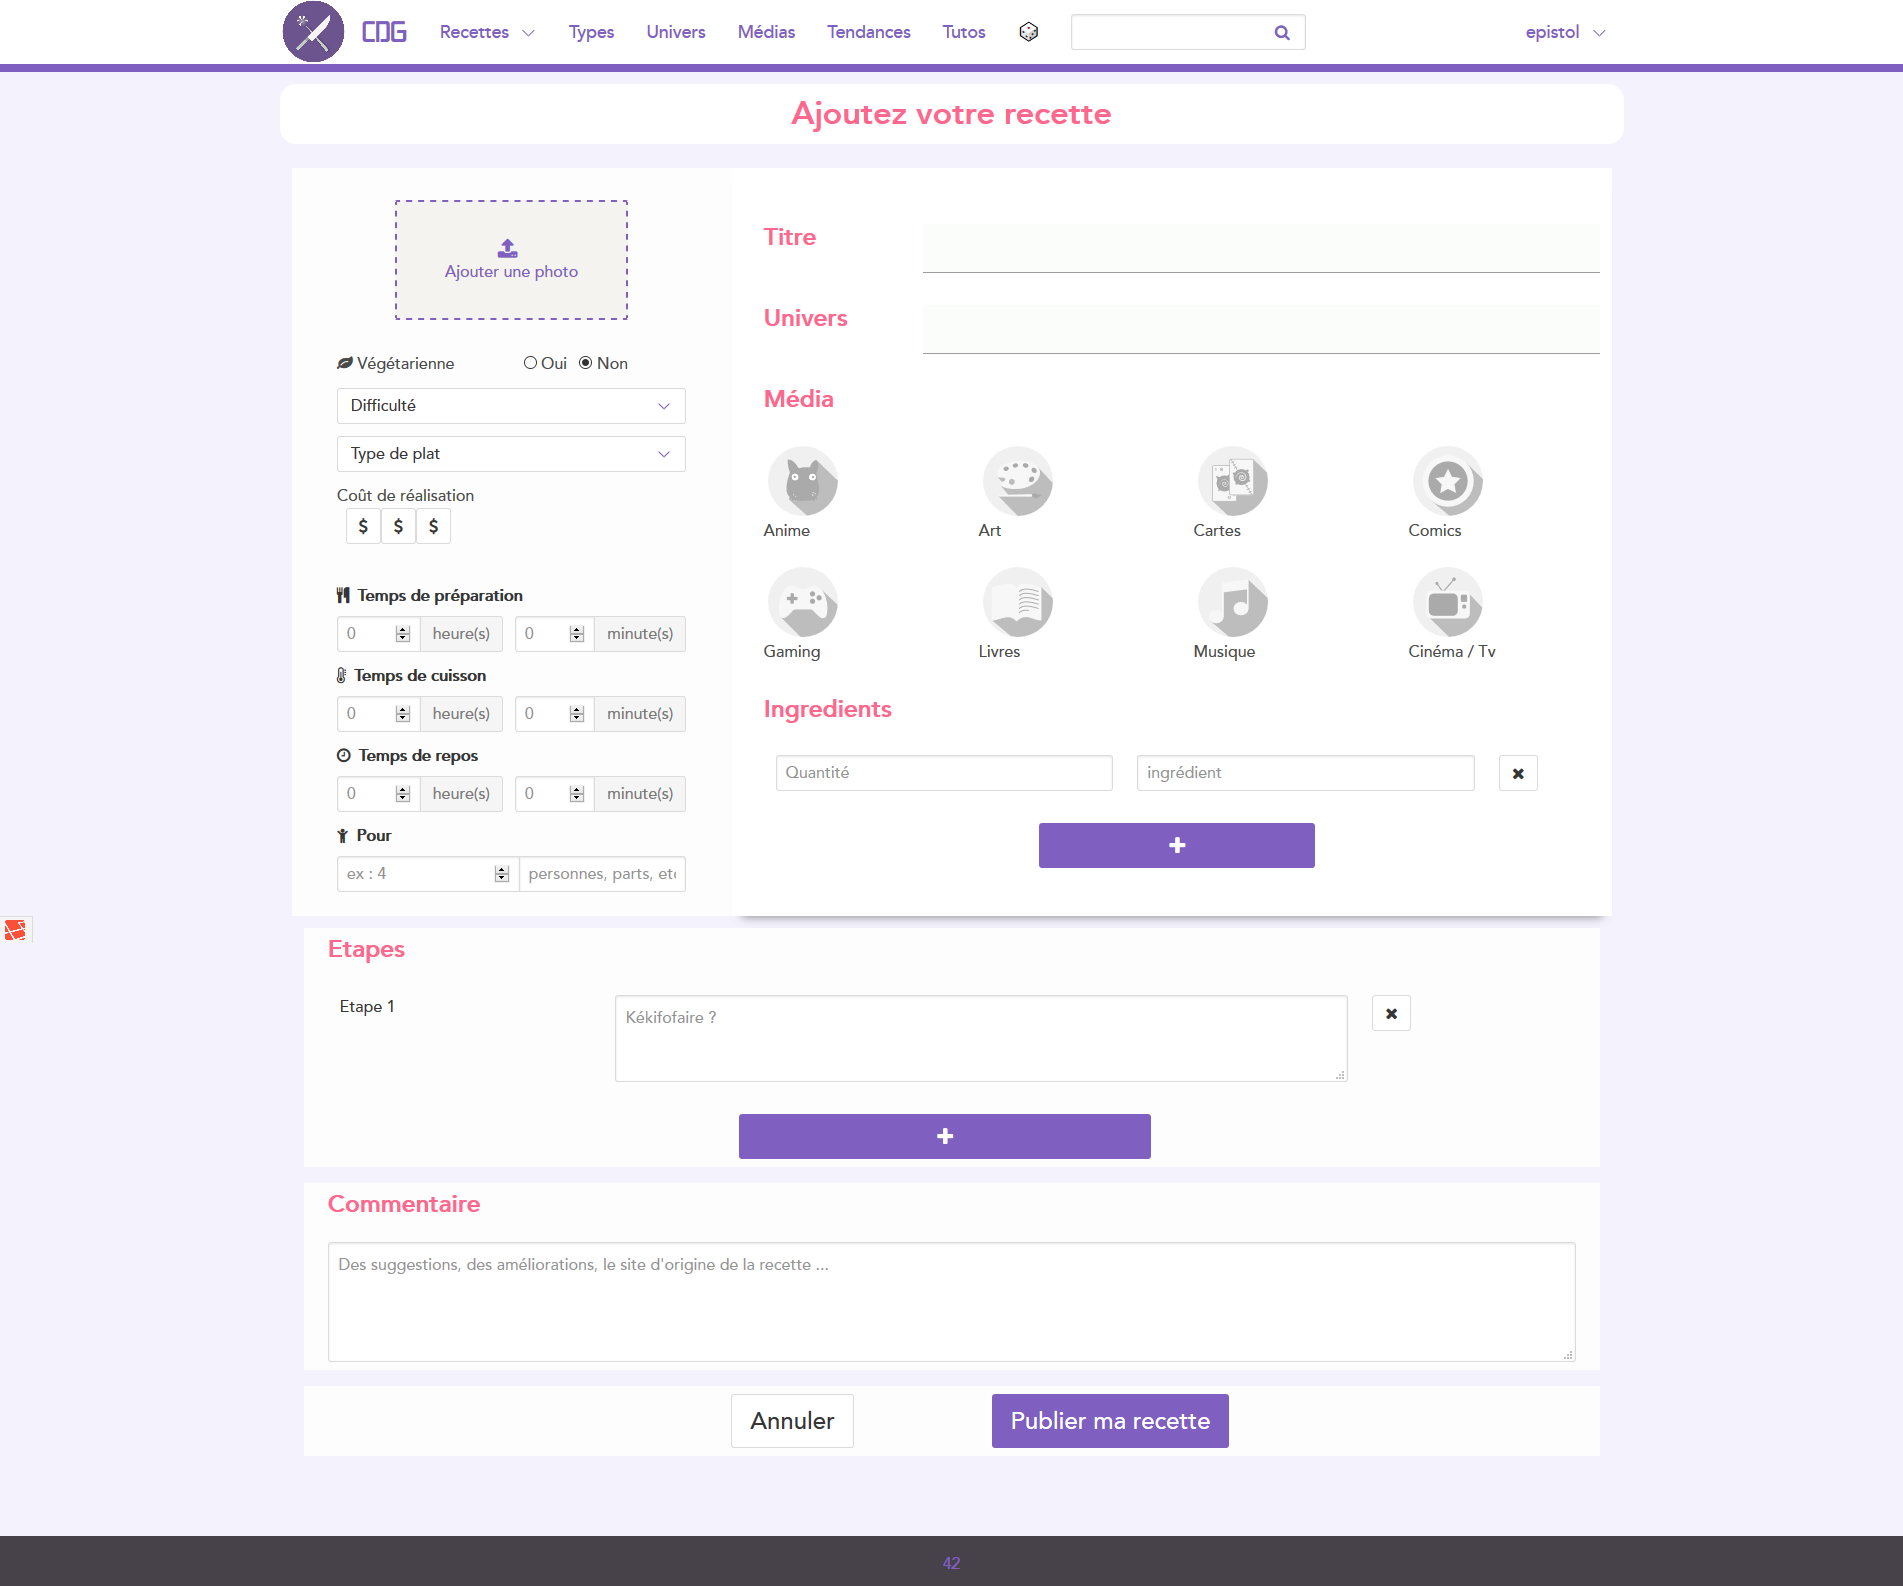 CDG Recettes Types Univers Médias Tendances Tutos epistol
Ajoutez votre recette
Ajouter une photo
Végétarienne Oui Non
Difficulté
Type de plat
Coût de réalisation
$ $ $
Temps de préparation
0 heure(s) 0 minute(s)
Temps de cuisson
0 heure(s) 0 minute(s)
Temps de repos
0 heure(s) 0 minute(s)
Pour
ex : 4 personnes, parts, etc
Titre
Univers
Média
Anime Art Cartes Comics
Gaming Livres Musique Cinéma / Tv
Ingredients
Quantité ingrédient
Etapes
Etape 1 Kékifofaire ?
Commentaire
Des suggestions, des améliorations, le site d'origine de la recette ...
Annuler Publier ma recette
42